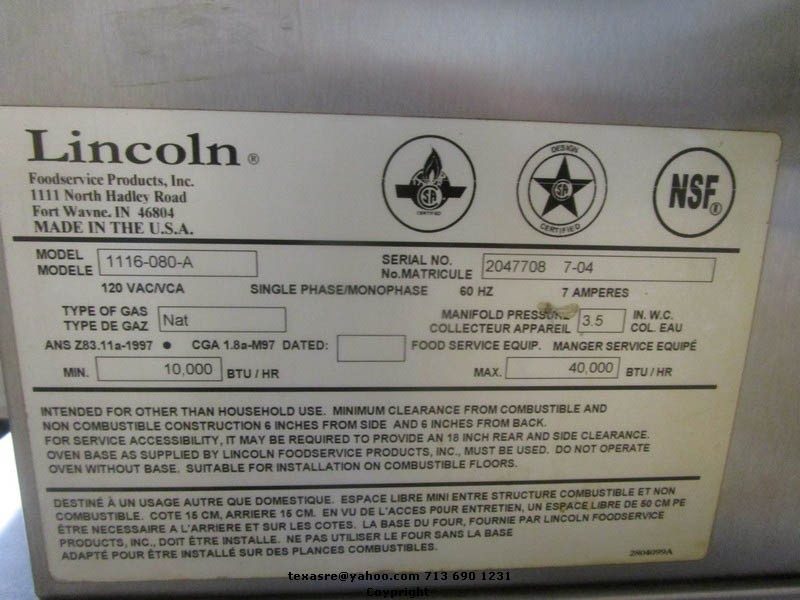 Lincoln®
Foodservice Products, Inc.
1111 North Hadley Road
Fort Wayne. IN 46804
MADE IN THE U.S.A.
SA
CERTIFIED
DESIGN
SA
CERTIFIED
NSF®
MODEL
MODELE
1116-080-A
SERIAL NO.
No.MATRICULE
2047708 7-04
120 VAC/VCA SINGLE PHASE/MONOPHASE 60 HZ 7 AMPERES
TYPE OF GAS
TYPE DE GAZ
Nat
MANIFOLD PRESSURE
COLLECTEUR APPAREIL
3.5
IN. W.C.
COL. EAU
ANS Z83.11a-1997 ● CGA 1.8a-M97 DATED: FOOD SERVICE EQUIP. MANGER SERVICE EQUIPÉ
MIN. 10,000 BTU / HR MAX. 40,000 BTU / HR
INTENDED FOR OTHER THAN HOUSEHOLD USE. MINIMUM CLEARANCE FROM COMBUSTIBLE AND
NON COMBUSTIBLE CONSTRUCTION 6 INCHES FROM SIDE AND 6 INCHES FROM BACK.
FOR SERVICE ACCESSIBILITY, IT MAY BE REQUIRED TO PROVIDE AN 18 INCH REAR AND SIDE CLEARANCE.
OVEN BASE AS SUPPLIED BY LINCOLN FOODSERVICE PRODUCTS, INC., MUST BE USED. DO NOT OPERATE
OVEN WITHOUT BASE. SUITABLE FOR INSTALLATION ON COMBUSTIBLE FLOORS.
DESTINÉ À UN USAGE AUTRE QUE DOMESTIQUE. ESPACE LIBRE MINI ENTRE STRUCTURE COMBUSTIBLE ET NON
COMBUSTIBLE. COTE 15 CM, ARRIERE 15 CM. EN VU DE L'ACCES POUR ENTRETIEN, UN ESPACE LIBRE DE 50 CM PE
ÊTRE NECESSAIRE A L'ARRIERE ET SUR LES COTES. LA BASE DU FOUR, FOURNIE PAR LINCOLN FOODSERVICE
PRODUCTS, INC., DOIT ÊTRE INSTALLE. NE PAS UTILISER LE FOUR SANS LA BASE
ADAPTÉ POUR ÊTRE INSTALLÉ SUR DES PLANCES COMBUSTIBLES.
2804099A
texasre@yahoo.com 713 690 1231
Copyright